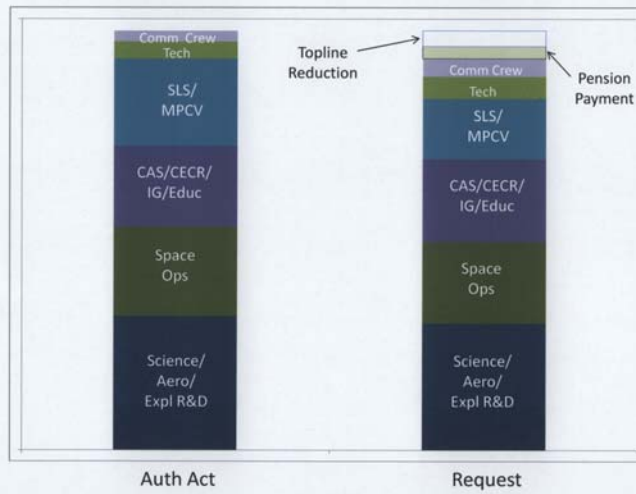 Comm Crew
Tech
SLS/
MPCV
CAS/CECR/
IG/Educ
Space
Ops
Science/
Aero/
Expl R&D
Auth Act
Topline
Reduction
Pension
Payment
Comm Crew
Tech
SLS/
MPCV
CAS/CECR/
IG/Educ
Space
Ops
Science/
Aero/
Expl R&D
Request